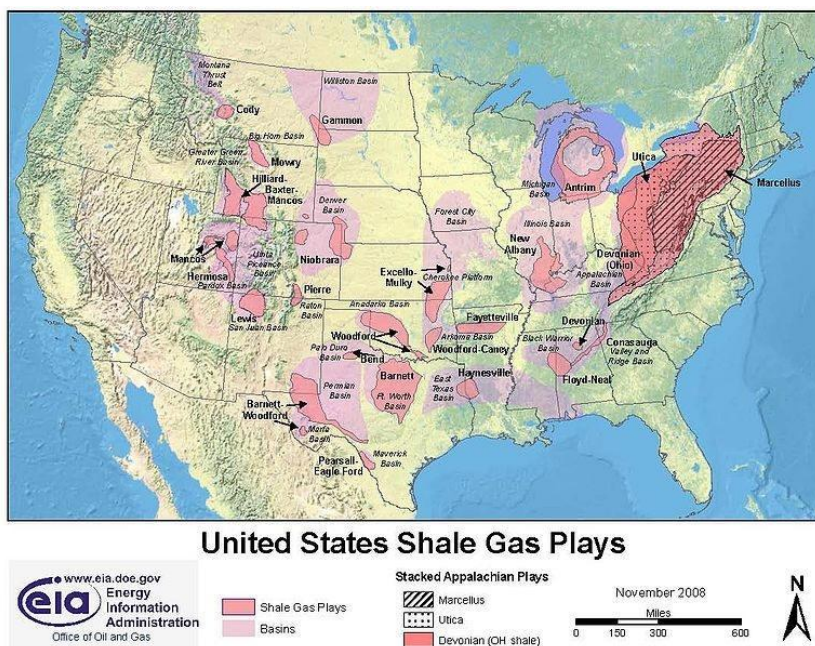 Montana
Thrust
Belt
Cody
Williston Basin
Gammon
Big Horn Basin
Greater Green
River Basin
Mowry
Hilliard-
Baxter-
Mancos
Denver
Basin
Niobrara
Mancos
Uinta
Piceance
Basin
Hermosa
Paradox Basin
Lewis
San Juan Basin
Pierre
Raton
Basin
Anadarko Basin
Palo Duro
Basin
Woodford
Bend
Barnett
Ft. Worth
Basin
Permian
Basin
Barnett-
Woodford
Marfa
Basin
Pearsall-
Eagle Ford
Maverick
Basin
Forest City
Basin
Excello-
Mulky
Cherokee Platform
Fayetteville
Arkoma Basin
Woodford-Caney
Haynesville
East
Texas
Basin
Michigan
Basin
Antrim
Illinois Basin
New
Albany
Utica
Marcellus
Devonian
(Ohio)
Appalachian
Basin
Devonian
Black Warrior
Basin
Conasauga
Valley and
Ridge Basin
Floyd-Neal
United States Shale Gas Plays
www.eia.doe.gov
eia
Energy
Information
Administration
Office of Oil and Gas
Shale Gas Plays
Basins
Stacked Appalachian Plays
Marcellus
Utica
Devonian (OH shale)
November 2008
Miles
0 150 300 600
N